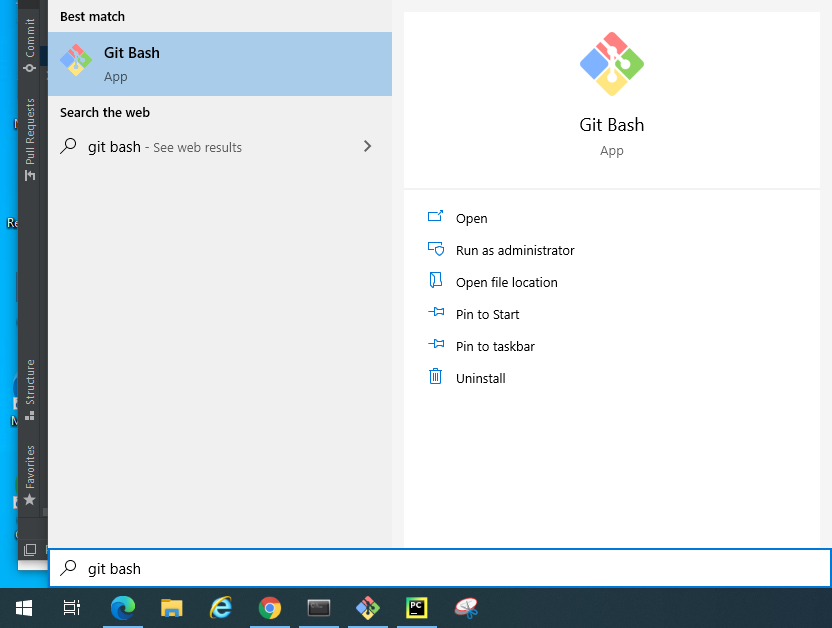 Best match
Git Bash
App
Search the web
git bash - See web results
Git Bash
App
Open
Run as administrator
Open file location
Pin to Start
Pin to taskbar
Uninstall
git bash
Commit
Pull Requests
Structure
Favorites
Re
PC